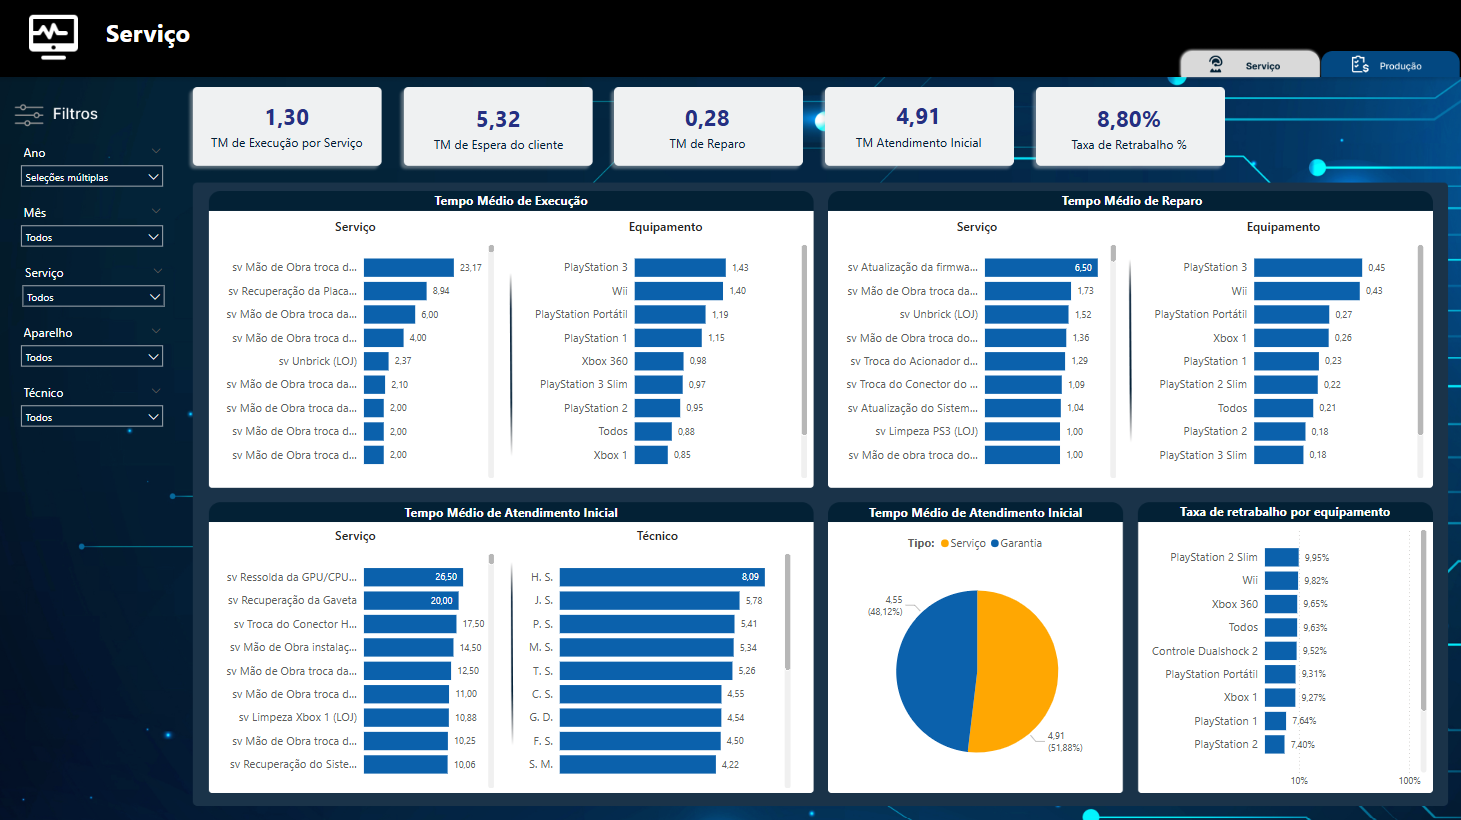 Serviço
Serviço
Produção
Filtros
Ano
Seleções múltiplas
Mês
Todos
Serviço
Todos
Aparelho
Todos
Técnico
Todos
1,30
TM de Execução por Serviço
5,32
TM de Espera do cliente
0,28
TM de Reparo
4,91
TM Atendimento Inicial
8,80%
Taxa de Retrabalho %
Tempo Médio de Execução
Serviço
sv Mão de Obra troca d... 23,17
sv Recuperação da Placa... 8,94
sv Mão de Obra troca da... 6,00
sv Mão de Obra troca d... 4,00
sv Unbrick (LOJ) 2,37
sv Mão de Obra troca da... 2,10
sv Mão de Obra troca da... 2,00
sv Mão de Obra troca d... 2,00
sv Mão de Obra troca d... 2,00
Equipamento
PlayStation 3 1,43
Wii 1,40
PlayStation Portátil 1,19
PlayStation 1 1,15
Xbox 360 0,98
PlayStation 3 Slim 0,97
PlayStation 2 0,95
Todos 0,88
Xbox 1 0,85
Tempo Médio de Reparo
Serviço
sv Atualização da firmwa... 6,50
sv Mão de Obra troca da... 1,73
sv Unbrick (LOJ) 1,52
sv Mão de Obra troca do... 1,36
sv Troca do Acionador d... 1,29
sv Troca do Conector do ... 1,09
sv Atualização do Sistem... 1,04
sv Limpeza PS3 (LOJ) 1,00
sv Mão de obra troca do... 1,00
Equipamento
PlayStation 3 0,45
Wii 0,43
PlayStation Portátil 0,27
Xbox 1 0,26
PlayStation 1 0,23
PlayStation 2 Slim 0,22
Todos 0,21
PlayStation 2 0,18
PlayStation 3 Slim 0,18
Tempo Médio de Atendimento Inicial
Serviço
sv Ressolda da GPU/CPU... 26,50
sv Recuperação da Gaveta 20,00
sv Troca do Conector H... 17,50
sv Mão de Obra instalaç... 14,50
sv Mão de Obra troca da... 12,50
sv Mão de Obra troca d... 11,00
sv Limpeza Xbox 1 (LOJ) 10,88
sv Mão de Obra troca d... 10,25
sv Recuperação do Siste... 10,06
Técnico
H. S. 8,09
J. S. 5,78
P. S. 5,41
M. S. 5,34
T. S. 5,26
C. S. 4,55
G. D. 4,54
F. S. 4,50
S. M. 4,22
Tempo Médio de Atendimento Inicial
Tipo: Serviço Garantia
4,55
(48,12%)
4,91
(51,88%)
Taxa de retrabalho por equipamento
PlayStation 2 Slim 9,95%
Wii 9,82%
Xbox 360 9,65%
Todos 9,63%
Controle Dualshock 2 9,52%
PlayStation Portátil 9,31%
Xbox 1 9,27%
PlayStation 1 7,64%
PlayStation 2 7,40%
10% 100%